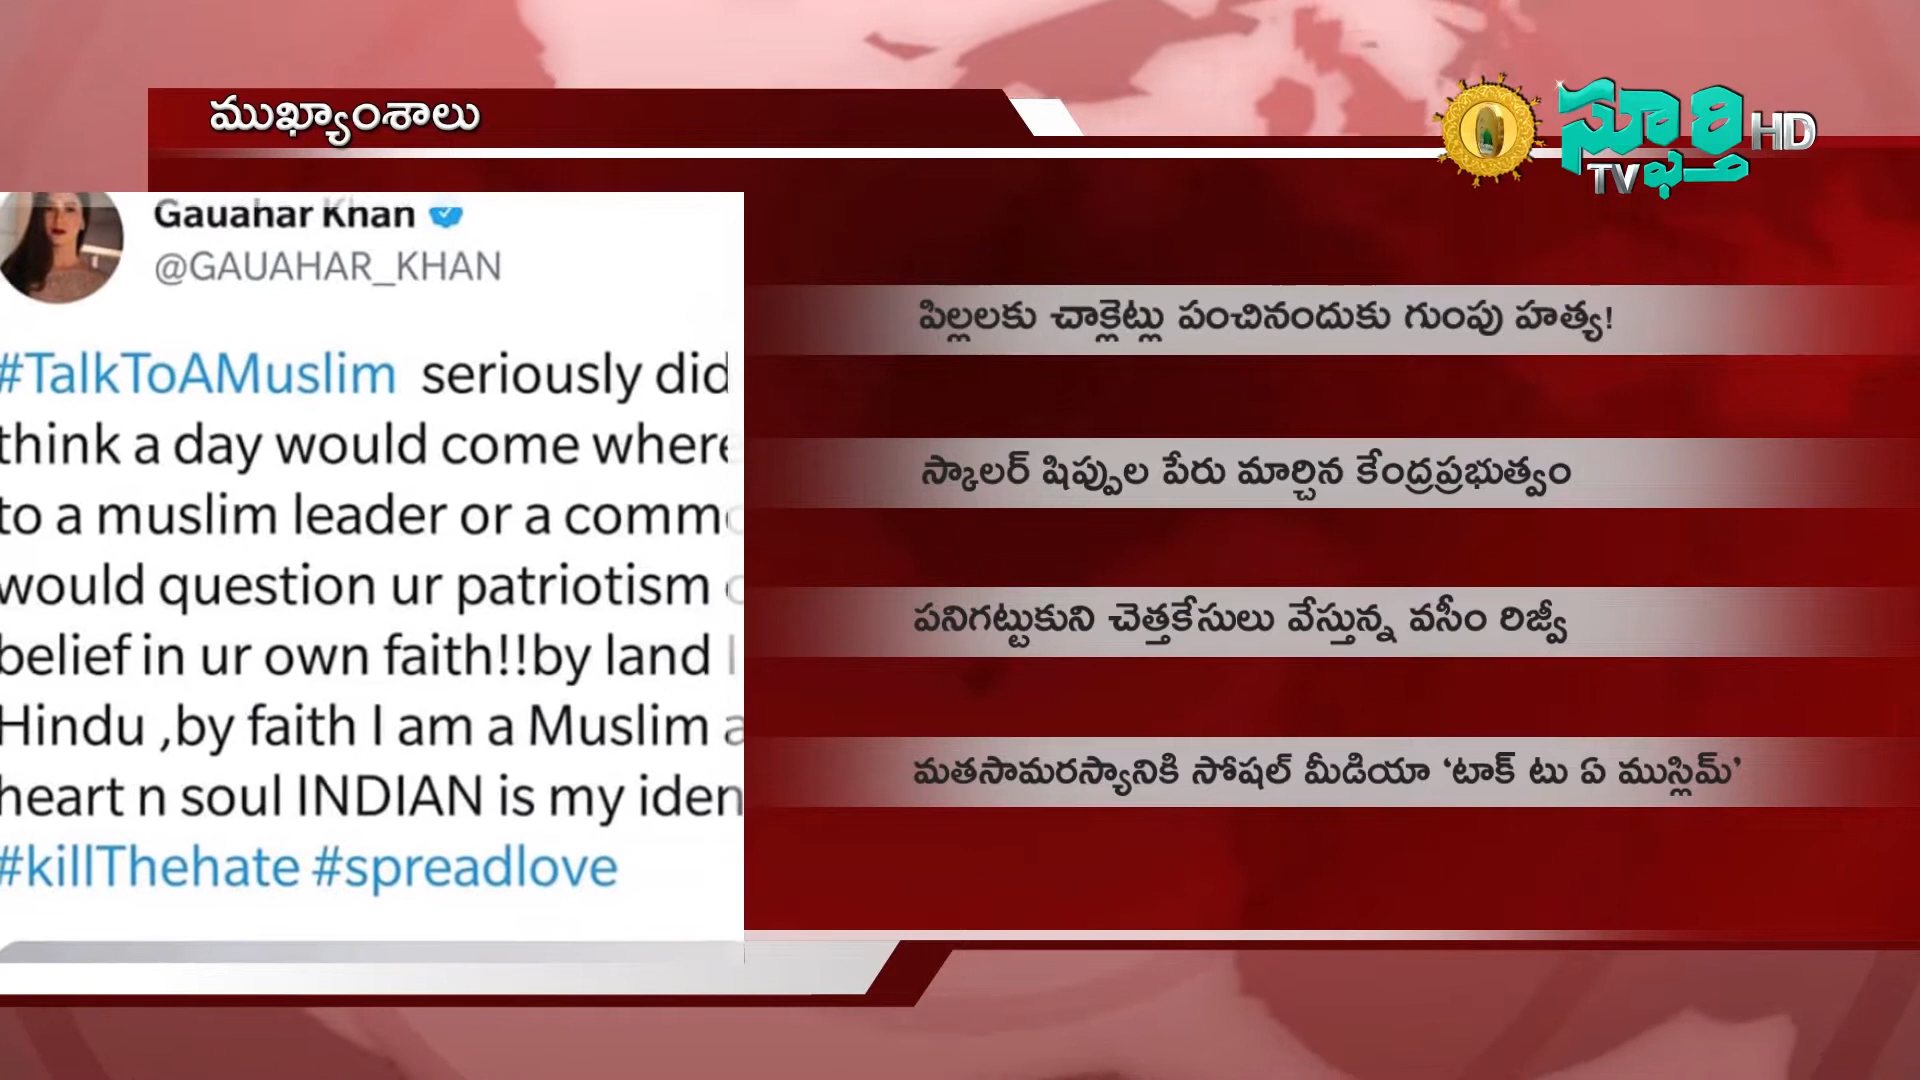 ముఖ్యాంశాలు
స్ఫూర్తి
TV
HD
Gauahar Khan
@GAUAHAR_KHAN
#TalkToAMuslim seriously did
think a day would come where
to a muslim leader or a comm
would question ur patriotism
belief in ur own faith!!by land I
Hindu ,by faith I am a Muslim a
heart n soul INDIAN is my iden
#killThehate #spreadlove
పిల్లలకు చాక్లెట్లు పంచినందుకు గుంపు హత్య!
స్కాలర్ షిప్పుల పేరు మార్చిన కేంద్రప్రభుత్వం
పనిగట్టుకుని చెత్తకేసులు వేస్తున్న వసీం రిజ్వీ
మతసామరస్యానికి సోషల్ మీడియా ‘టాక్ టు ఏ ముస్లిమ్’